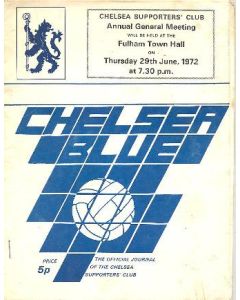 CHELSEA SUPPORTERS' CLUB
Annual General Meeting
WILL BE HELD AT THE
Fulham Town Hall
ON
Thursday 29th June, 1972
at 7.30 p.m.
CHELSEA
BLUE
PRICE
5p
THE OFFICIAL JOURNAL
OF THE CHELSEA
SUPPORTERS' CLUB